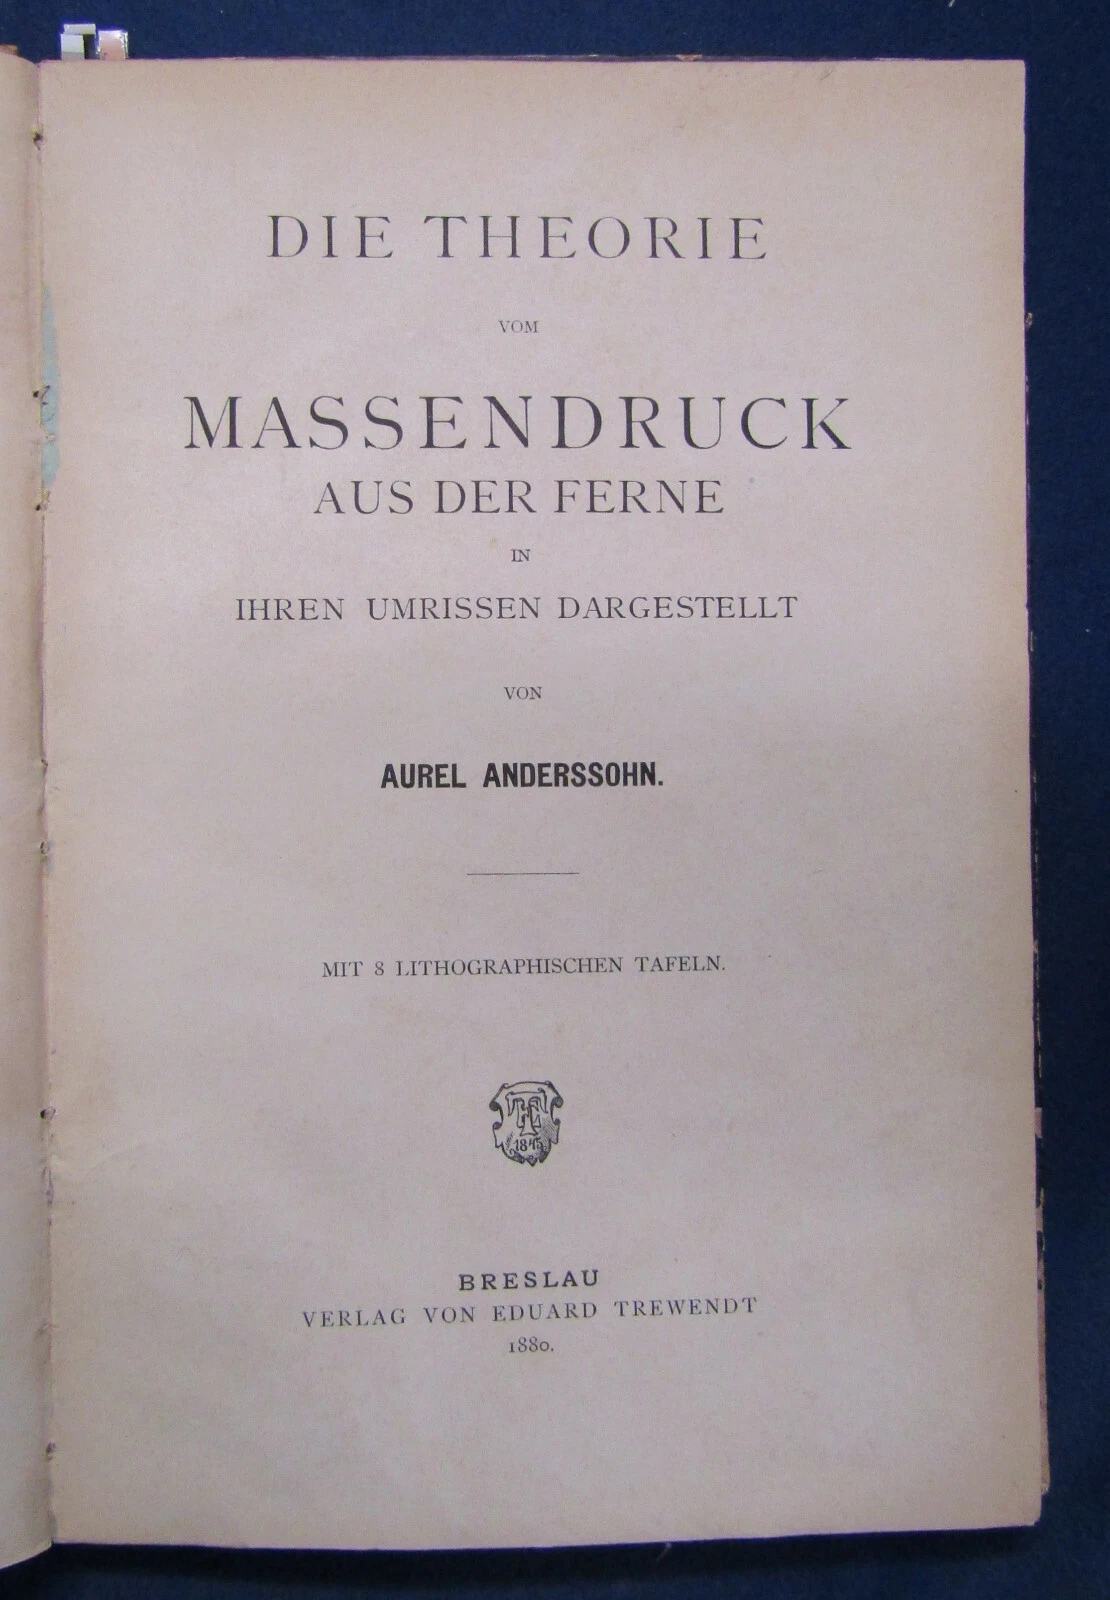 DIE THEORIE
VOM
MASSENDRUCK
AUS DER FERNE
IN
IHREN UMRISSEN DARGESTELLT
VON
AUREL ANDERSSOHN.
MIT 8 LITHOGRAPHISCHEN TAFELN.
1845
BRESLAU
VERLAG VON EDUARD TREWENDT
1880.